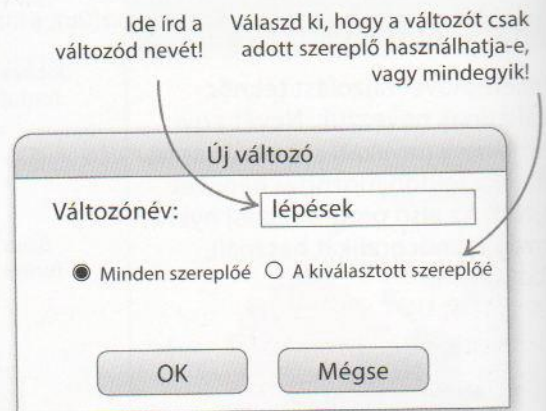 Ide írd a
változód nevét!
Válaszd ki, hogy a változót csak
adott szereplő használhatja-e,
vagy mindegyik!
Új változó
Változónév: lépések
Minden szereplőé A kiválasztott szereplőé
OK Mégse